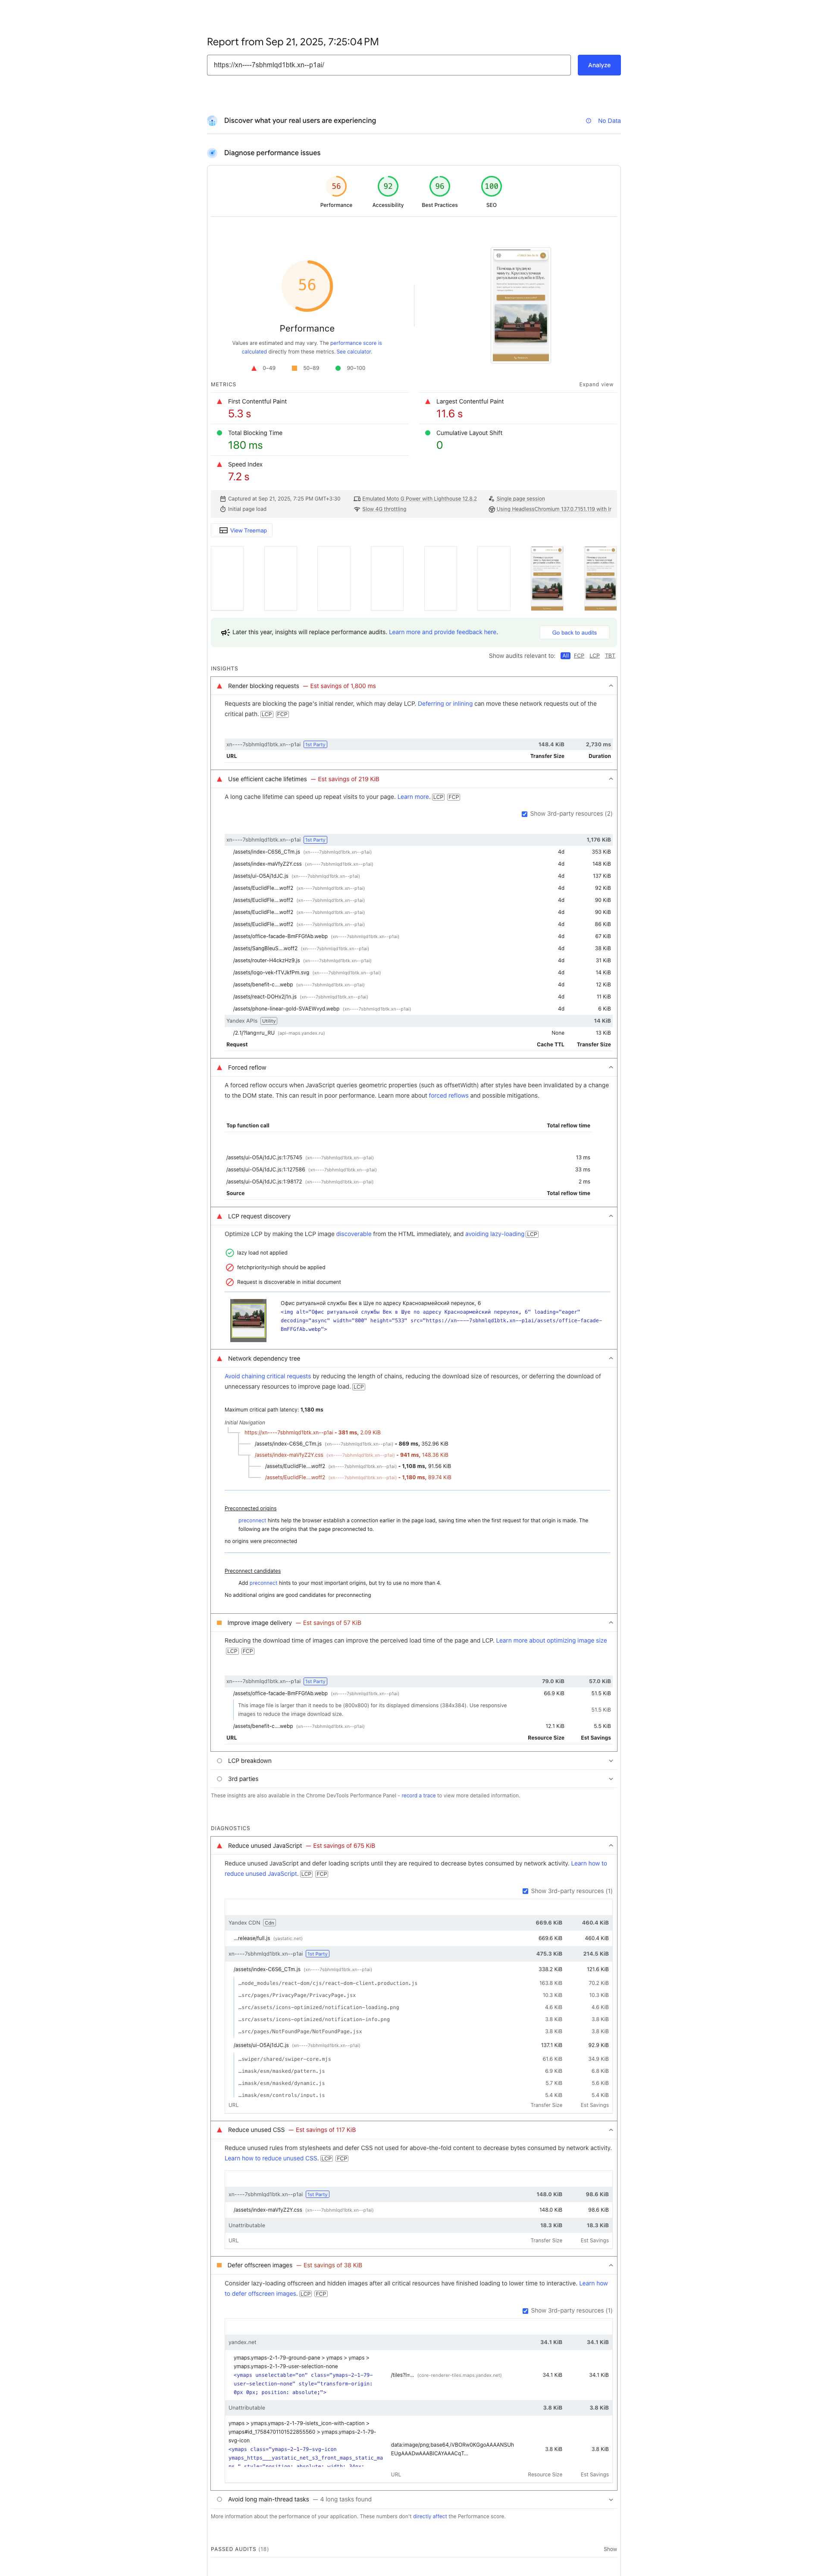 Report from Sep 21, 2025, 7:25:04 PM
https://xn----7sbhmlqd1btk.xn--p1ai/
Analyze
Discover what your real users are experiencing
No Data
Diagnose performance issues
56
92
96
100
Performance
Accessibility
Best Practices
SEO
56
Performance
Values are estimated and may vary. The performance score is
calculated directly from these metrics. See calculator.
0–49
50–89
90–100
METRICS
Expand view
First Contentful Paint
5.3 s
Largest Contentful Paint
11.6 s
Total Blocking Time
180 ms
Cumulative Layout Shift
0
Speed Index
7.2 s
Captured at Sep 21, 2025, 7:25 PM GMT+3:30
Emulated Moto G Power with Lighthouse 12.8.2
Single page session
Initial page load
Slow 4G throttling
Using HeadlessChromium 137.0.7151.119 with lr
View Treemap
Later this year, insights will replace performance audits. Learn more and provide feedback here.
Go back to audits
Show audits relevant to: All FCP LCP TBT
INSIGHTS
Render blocking requests — Est savings of 1,800 ms
Requests are blocking the page's initial render, which may delay LCP. Deferring or inlining can move these network requests out of the
critical path. LCP FCP
xn----7sbhmlqd1btk.xn--p1ai 1st Party 148.4 KiB 2,730 ms
URL Transfer Size Duration
Use efficient cache lifetimes — Est savings of 219 KiB
A long cache lifetime can speed up repeat visits to your page. Learn more. LCP FCP
Show 3rd-party resources (2)
xn----7sbhmlqd1btk.xn--p1ai 1st Party 1,176 KiB
/assets/index-C6S6_CTm.js (xn----7sbhmlqd1btk.xn--p1ai) 4d 353 KiB
/assets/index-maVfyZ2Y.css (xn----7sbhmlqd1btk.xn--p1ai) 4d 148 KiB
/assets/ui-O5Aj1dJC.js (xn----7sbhmlqd1btk.xn--p1ai) 4d 137 KiB
/assets/EuclidFle….woff2 (xn----7sbhmlqd1btk.xn--p1ai) 4d 92 KiB
/assets/EuclidFle….woff2 (xn----7sbhmlqd1btk.xn--p1ai) 4d 90 KiB
/assets/EuclidFle….woff2 (xn----7sbhmlqd1btk.xn--p1ai) 4d 90 KiB
/assets/EuclidFle….woff2 (xn----7sbhmlqd1btk.xn--p1ai) 4d 86 KiB
/assets/office-facade-BmFFGfAb.webp (xn----7sbhmlqd1btk.xn--p1ai) 4d 67 KiB
/assets/SangBleuS….woff2 (xn----7sbhmlqd1btk.xn--p1ai) 4d 38 KiB
/assets/router-H4ckzHz9.js (xn----7sbhmlqd1btk.xn--p1ai) 4d 31 KiB
/assets/logo-vek-fTVJkfPm.svg (xn----7sbhmlqd1btk.xn--p1ai) 4d 14 KiB
/assets/benefit-c….webp (xn----7sbhmlqd1btk.xn--p1ai) 4d 12 KiB
/assets/react-DOHx2j1n.js (xn----7sbhmlqd1btk.xn--p1ai) 4d 11 KiB
/assets/phone-linear-gold-SVAEWvyd.webp (xn----7sbhmlqd1btk.xn--p1ai) 4d 6 KiB
Yandex APIs Utility 14 KiB
/2.1/?lang=ru_RU (api-maps.yandex.ru) None 13 KiB
Request Cache TTL Transfer Size
Forced reflow
A forced reflow occurs when JavaScript queries geometric properties (such as offsetWidth) after styles have been invalidated by a change
to the DOM state. This can result in poor performance. Learn more about forced reflows and possible mitigations.
Top function call Total reflow time
/assets/ui-O5Aj1dJC.js:1:75745 (xn----7sbhmlqd1btk.xn--p1ai) 13 ms
/assets/ui-O5Aj1dJC.js:1:127586 (xn----7sbhmlqd1btk.xn--p1ai) 33 ms
/assets/ui-O5Aj1dJC.js:1:98172 (xn----7sbhmlqd1btk.xn--p1ai) 2 ms
Source Total reflow time
LCP request discovery
Optimize LCP by making the LCP image discoverable from the HTML immediately, and avoiding lazy-loading LCP
lazy load not applied
fetchpriority=high should be applied
Request is discoverable in initial document
Офис ритуальной службы Век в Шуе по адресу Красноармейский переулок, 6
<img alt="Офис ритуальной службы Век в Шуе по адресу Красноармейский переулок, 6" loading="eager"
decoding="async" width="800" height="533" src="https://xn----7sbhmlqd1btk.xn--p1ai/assets/office-facade-
BmFFGfAb.webp">
Network dependency tree
Avoid chaining critical requests by reducing the length of chains, reducing the download size of resources, or deferring the download of
unnecessary resources to improve page load. LCP
Maximum critical path latency: 1,180 ms
Initial Navigation
https://xn----7sbhmlqd1btk.xn--p1ai - 381 ms, 2.09 KiB
/assets/index-C6S6_CTm.js (xn----7sbhmlqd1btk.xn--p1ai) - 869 ms, 352.96 KiB
/assets/index-maVfyZ2Y.css (xn----7sbhmlqd1btk.xn--p1ai) - 941 ms, 148.36 KiB
/assets/EuclidFle….woff2 (xn----7sbhmlqd1btk.xn--p1ai) - 1,108 ms, 91.56 KiB
/assets/EuclidFle….woff2 (xn----7sbhmlqd1btk.xn--p1ai) - 1,180 ms, 89.74 KiB
Preconnected origins
preconnect hints help the browser establish a connection earlier in the page load, saving time when the first request for that origin is made. The
following are the origins that the page preconnected to.
no origins were preconnected
Preconnect candidates
Add preconnect hints to your most important origins, but try to use no more than 4.
No additional origins are good candidates for preconnecting
Improve image delivery — Est savings of 57 KiB
Reducing the download time of images can improve the perceived load time of the page and LCP. Learn more about optimizing image size
LCP FCP
xn----7sbhmlqd1btk.xn--p1ai 1st Party 79.0 KiB 57.0 KiB
/assets/office-facade-BmFFGfAb.webp (xn----7sbhmlqd1btk.xn--p1ai) 66.9 KiB 51.5 KiB
This image file is larger than it needs to be (800x800) for its displayed dimensions (384x384). Use responsive
images to reduce the image download size.
51.5 KiB
/assets/benefit-c….webp (xn----7sbhmlqd1btk.xn--p1ai) 12.1 KiB 5.5 KiB
URL Resource Size Est Savings
LCP breakdown
3rd parties
These insights are also available in the Chrome DevTools Performance Panel - record a trace to view more detailed information.
DIAGNOSTICS
Reduce unused JavaScript — Est savings of 675 KiB
Reduce unused JavaScript and defer loading scripts until they are required to decrease bytes consumed by network activity. Learn how to
reduce unused JavaScript. LCP FCP
Show 3rd-party resources (1)
Yandex CDN Cdn 669.6 KiB 460.4 KiB
…release/full.js (yastatic.net) 669.6 KiB 460.4 KiB
xn----7sbhmlqd1btk.xn--p1ai 1st Party 475.3 KiB 214.5 KiB
/assets/index-C6S6_CTm.js (xn----7sbhmlqd1btk.xn--p1ai) 338.2 KiB 121.6 KiB
…node_modules/react-dom/cjs/react-dom-client.production.js 163.8 KiB 70.2 KiB
…src/pages/PrivacyPage/PrivacyPage.jsx 10.3 KiB 10.3 KiB
…src/assets/icons-optimized/notification-loading.png 4.6 KiB 4.6 KiB
…src/assets/icons-optimized/notification-info.png 3.8 KiB 3.8 KiB
…src/pages/NotFoundPage/NotFoundPage.jsx 3.8 KiB 3.8 KiB
/assets/ui-O5Aj1dJC.js (xn----7sbhmlqd1btk.xn--p1ai) 137.1 KiB 92.9 KiB
…swiper/shared/swiper-core.mjs 61.6 KiB 34.9 KiB
…imask/esm/masked/pattern.js 6.9 KiB 6.8 KiB
…imask/esm/masked/dynamic.js 5.7 KiB 5.6 KiB
…imask/esm/controls/input.js 5.4 KiB 5.4 KiB
URL Transfer Size Est Savings
Reduce unused CSS — Est savings of 117 KiB
Reduce unused rules from stylesheets and defer CSS not used for above-the-fold content to decrease bytes consumed by network activity.
Learn how to reduce unused CSS. LCP FCP
xn----7sbhmlqd1btk.xn--p1ai 1st Party 148.0 KiB 98.6 KiB
/assets/index-maVfyZ2Y.css (xn----7sbhmlqd1btk.xn--p1ai) 148.0 KiB 98.6 KiB
Unattributable 18.3 KiB 18.3 KiB
URL Transfer Size Est Savings
Defer offscreen images — Est savings of 38 KiB
Consider lazy-loading offscreen and hidden images after all critical resources have finished loading to lower time to interactive. Learn how
to defer offscreen images. LCP FCP
Show 3rd-party resources (1)
yandex.net 34.1 KiB 34.1 KiB
ymaps.ymaps-2-1-79-ground-pane > ymaps > ymaps >
ymaps.ymaps-2-1-79-user-selection-none
<ymaps unselectable="on" class="ymaps-2-1-79-
user-selection-none" style="transform-origin:
0px 0px; position: absolute;">
/tiles?l=… (core-renderer-tiles.maps.yandex.net) 34.1 KiB 34.1 KiB
Unattributable 3.8 KiB 3.8 KiB
ymaps > ymaps.ymaps-2-1-79-islets_icon-with-caption >
ymaps#id_17584701101522855560 > ymaps.ymaps-2-1-79-
svg-icon
<ymaps class="ymaps-2-1-79-svg-icon
ymaps_https___yastatic_net_s3_front_maps_static_ma
data:image/png;base64,iVBORw0KGgoAAAANSUh
EUgAAADwAAABICAYAAACqT…
3.8 KiB 3.8 KiB
URL Resource Size Est Savings
Avoid long main-thread tasks — 4 long tasks found
More information about the performance of your application. These numbers don't directly affect the Performance score.
PASSED AUDITS (18)
Show